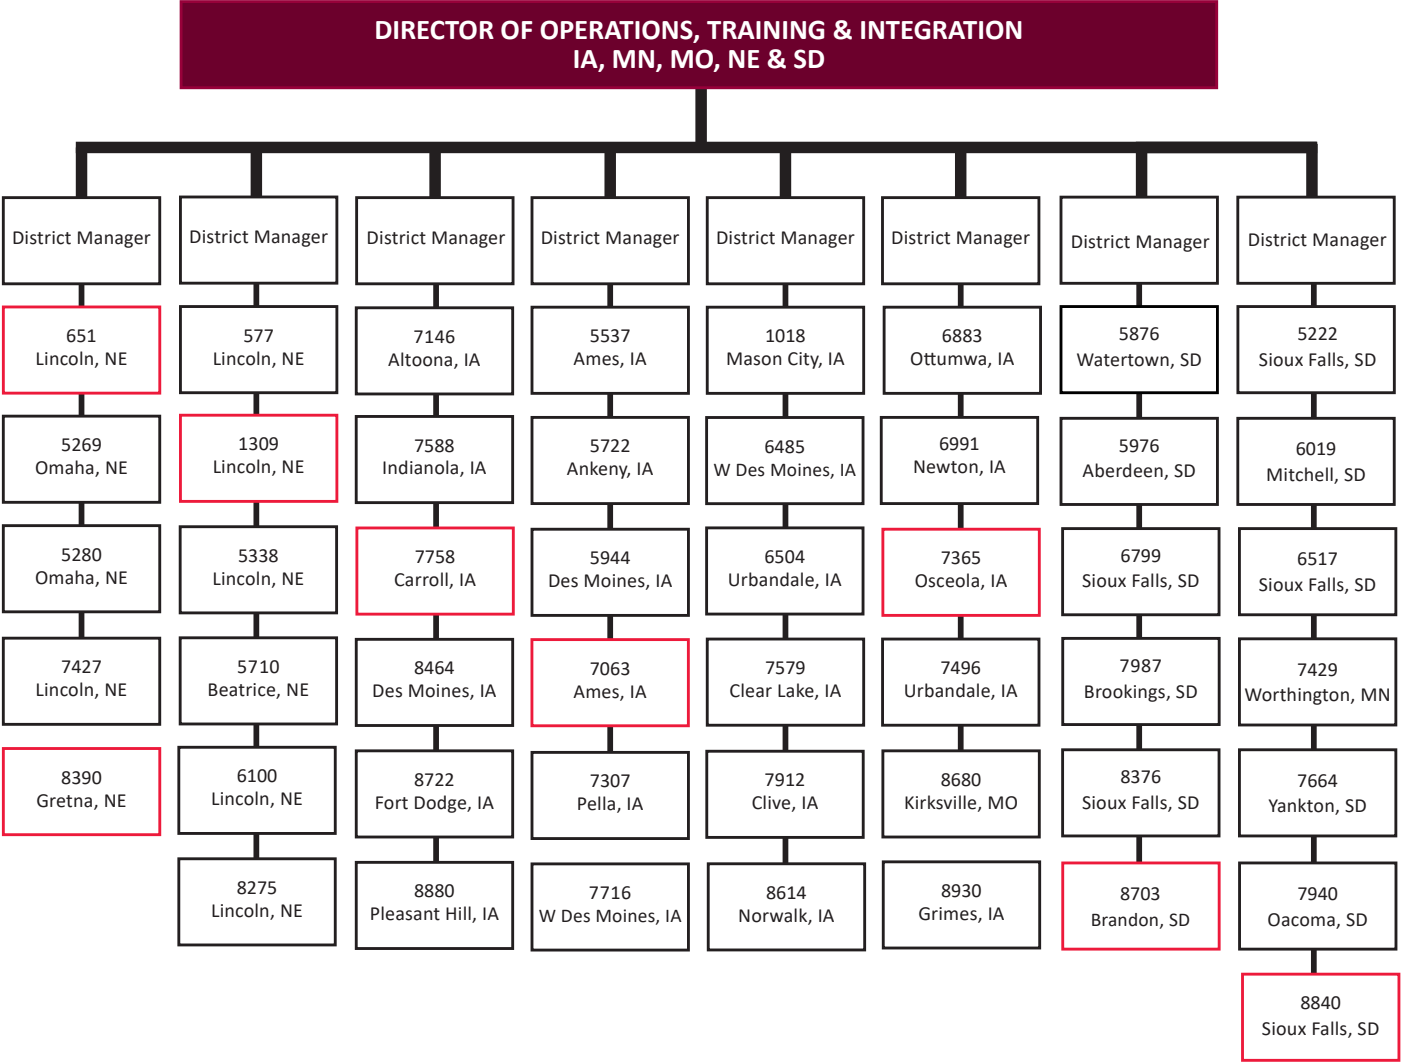 DIRECTOR OF OPERATIONS, TRAINING & INTEGRATION
IA, MN, MO, NE & SD
District Manager
651
Lincoln, NE
5269
Omaha, NE
5280
Omaha, NE
7427
Lincoln, NE
8390
Gretna, NE
District Manager
577
Lincoln, NE
1309
Lincoln, NE
5338
Lincoln, NE
5710
Beatrice, NE
6100
Lincoln, NE
8275
Lincoln, NE
District Manager
7146
Altoona, IA
7588
Indianola, IA
7758
Carroll, IA
8464
Des Moines, IA
8722
Fort Dodge, IA
8880
Pleasant Hill, IA
District Manager
5537
Ames, IA
5722
Ankeny, IA
5944
Des Moines, IA
7063
Ames, IA
7307
Pella, IA
7716
W Des Moines, IA
District Manager
1018
Mason City, IA
6485
W Des Moines, IA
6504
Urbandale, IA
7579
Clear Lake, IA
7912
Clive, IA
8614
Norwalk, IA
District Manager
6883
Ottumwa, IA
6991
Newton, IA
7365
Osceola, IA
7496
Urbandale, IA
8680
Kirksville, MO
8930
Grimes, IA
District Manager
5876
Watertown, SD
5976
Aberdeen, SD
6799
Sioux Falls, SD
7987
Brookings, SD
8376
Sioux Falls, SD
8703
Brandon, SD
District Manager
5222
Sioux Falls, SD
6019
Mitchell, SD
6517
Sioux Falls, SD
7429
Worthington, MN
7664
Yankton, SD
7940
Oacoma, SD
8840
Sioux Falls, SD